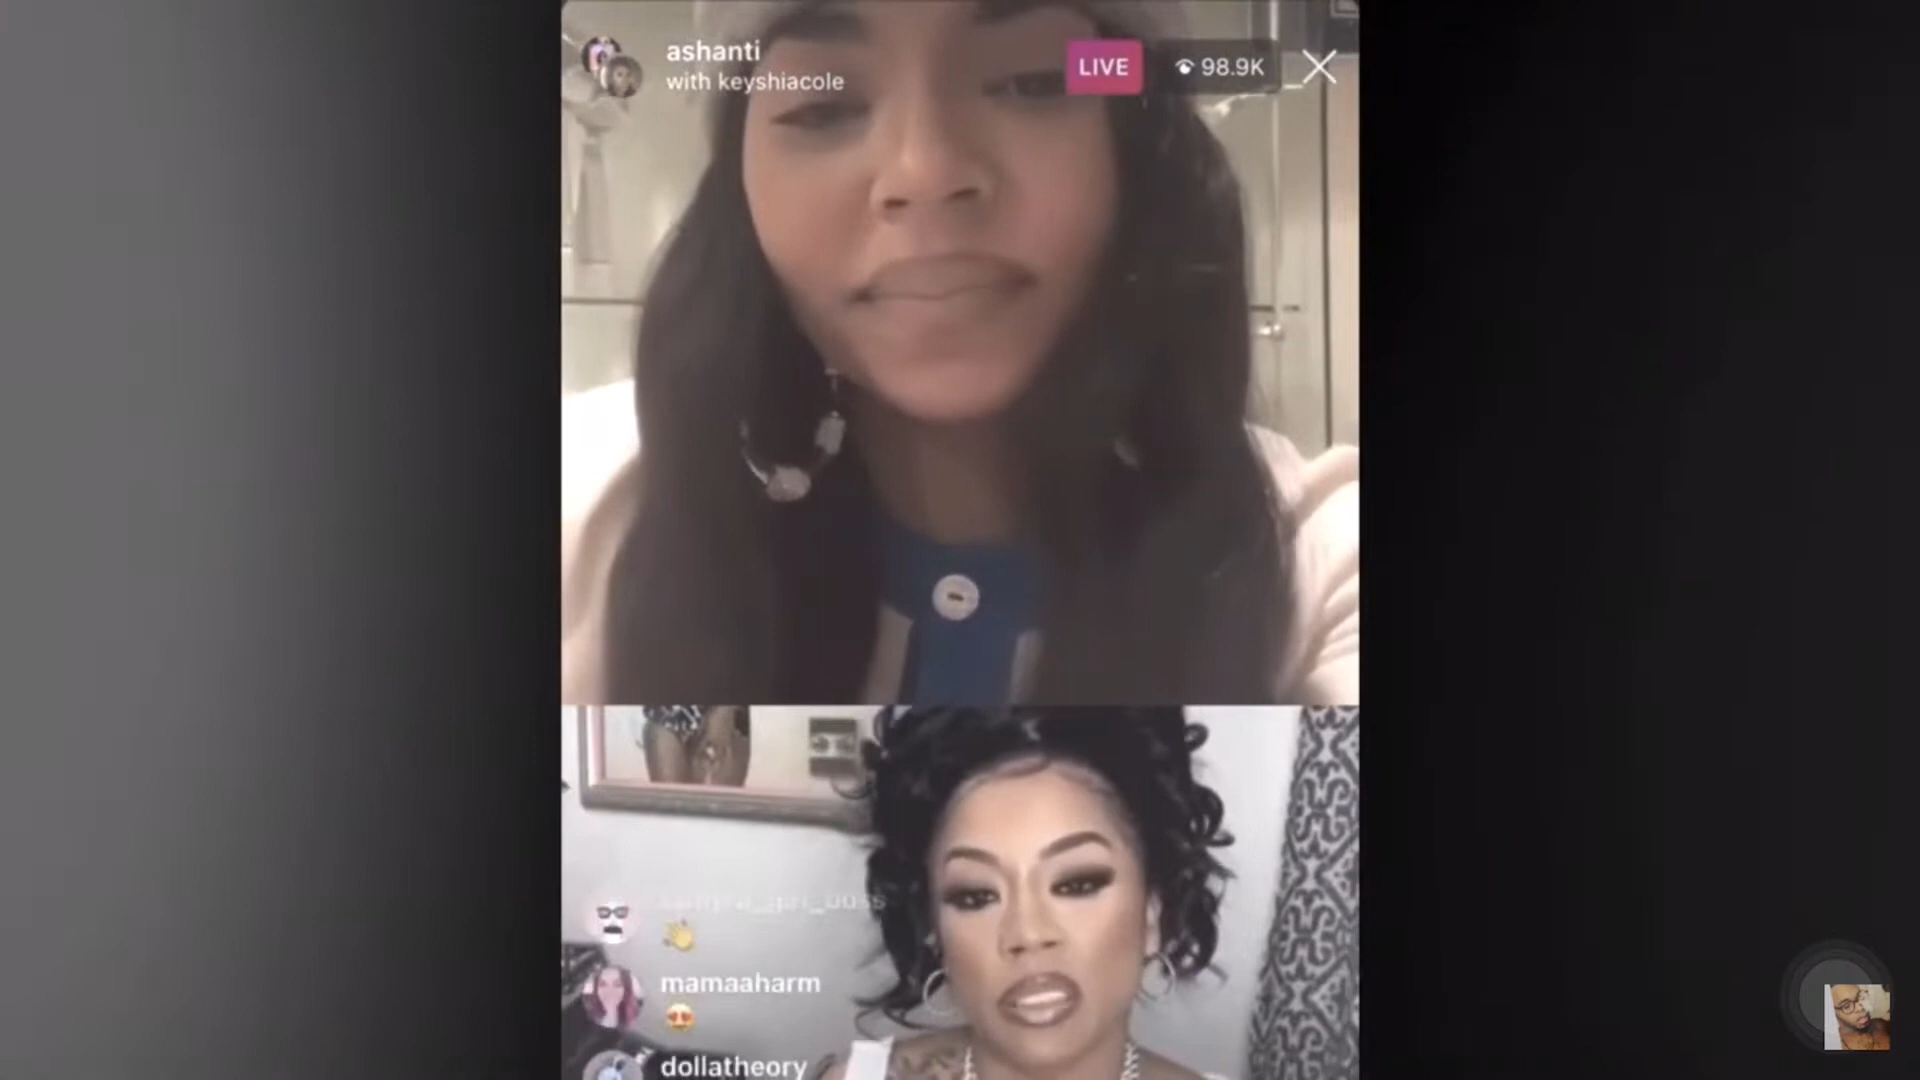 ashanti
with keyshiacole
LIVE
98.9K
mamaaharm
dollatheory